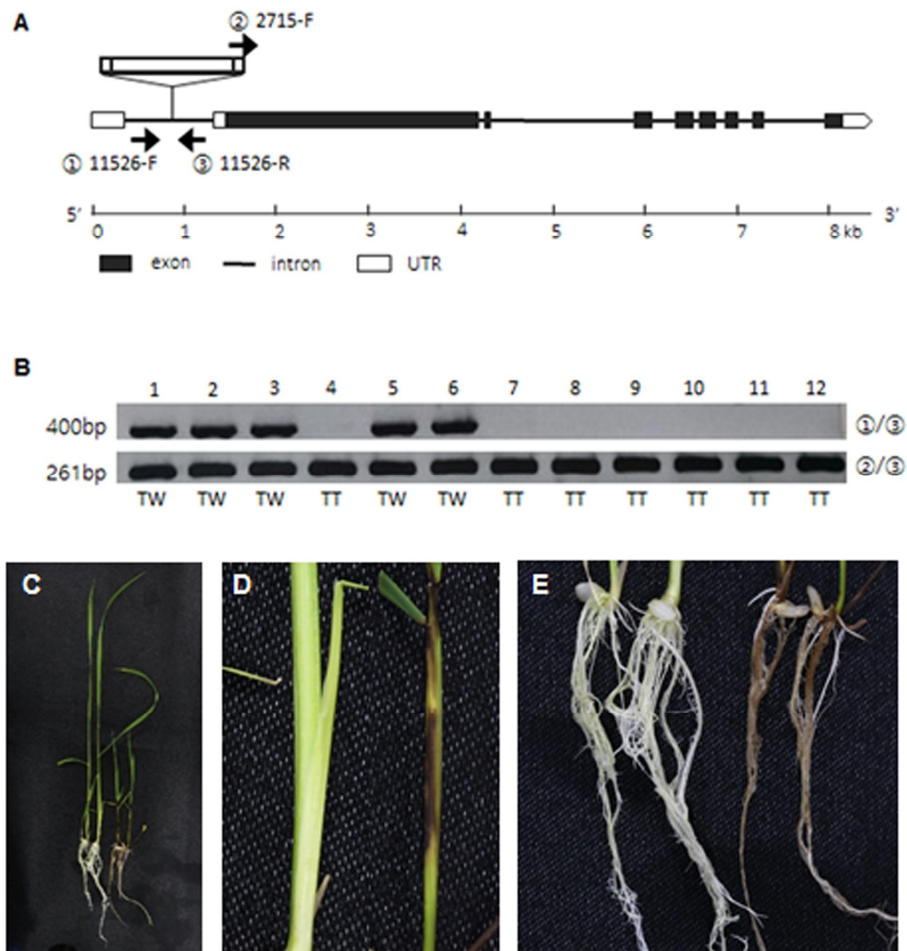 A
② 2715-F
① 11526-F
③ 11526-R
5' 3'
0 1 2 3 4 5 6 7 8 kb
exon intron UTR
B
1 2 3 4 5 6 7 8 9 10 11 12
400bp ①/③
261bp ②/③
TW TW TW TT TW TW TT TT TT TT TT TT
C D E